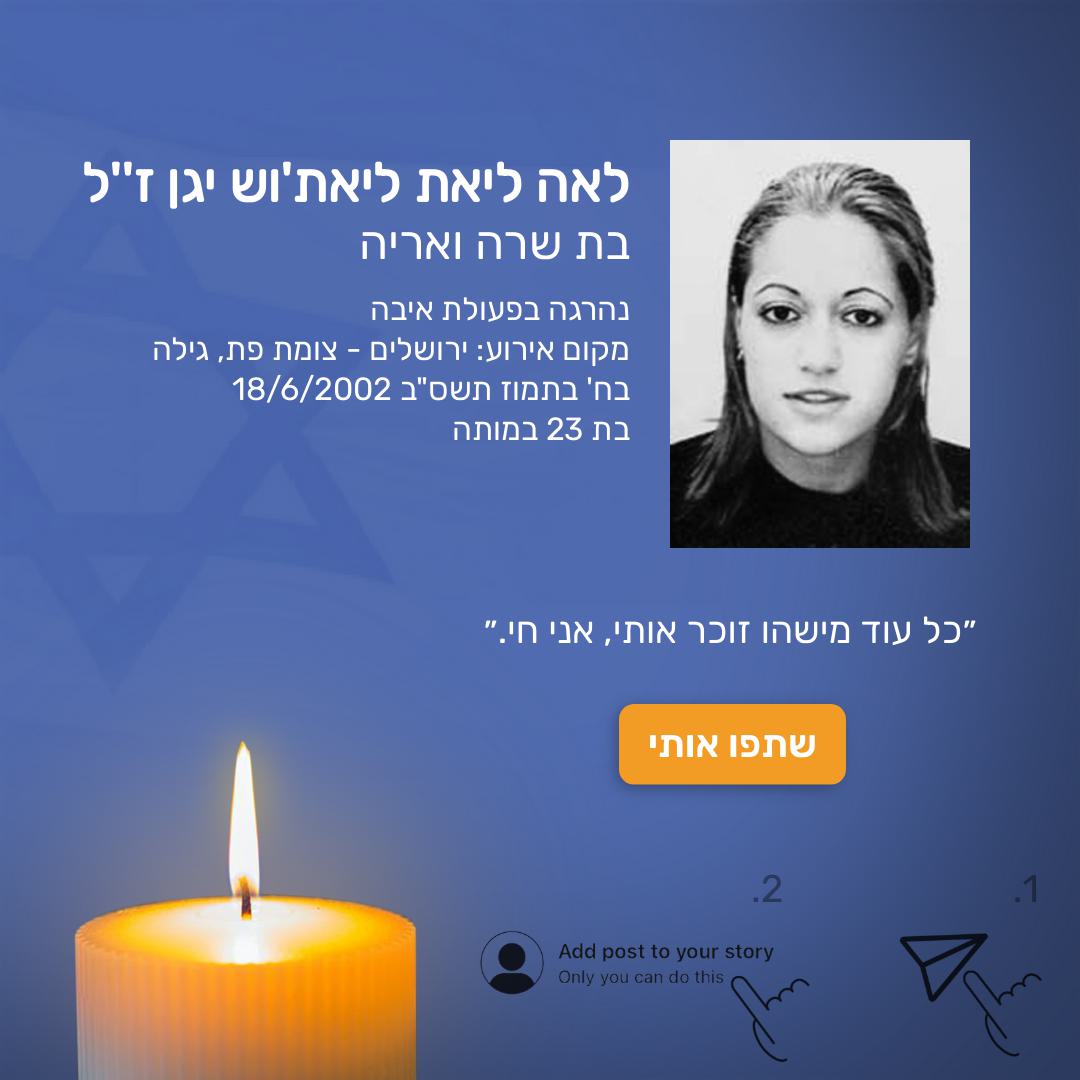 לאה ליאת ליאת'וש יגן ז"ל
בת שרה ואריה
נהרגה בפעולת איבה
מקום אירוע: ירושלים - צומת פת, גילה
בח' בתמוז תשס"ב 18/6/2002
בת 23 במותה
״כל עוד מישהו זוכר אותי, אני חי.״
שתפו אותי
1.
2.
Add post to your story
Only you can do this